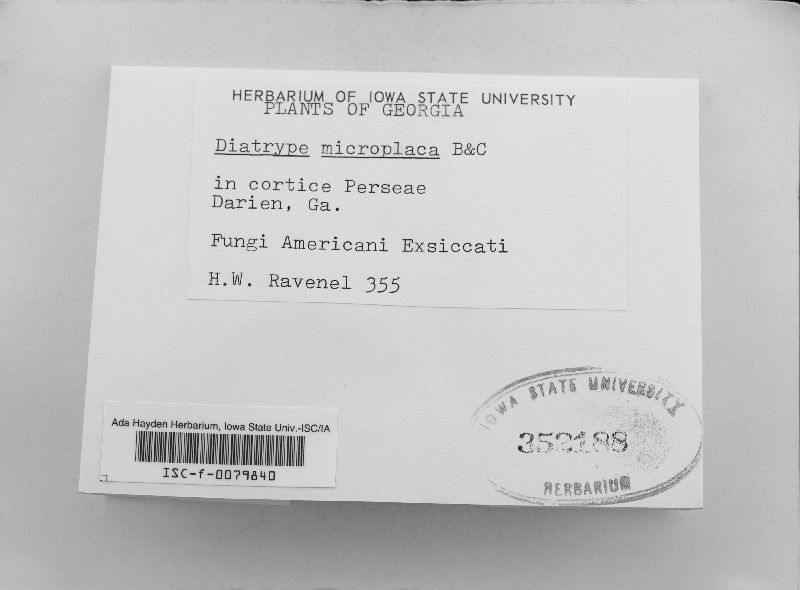 HERBARIUM OF IOWA STATE UNIVERSITY
PLANTS OF GEORGIA
Diatrype microplaca B&C
in cortice Perseae
Darien, Ga.
Fungi Americani Exsiccati
H.W. Ravenel 355
Ada Hayden Herbarium, Iowa State Univ.-ISC/IA
ISC-f-0079840
IOWA STATE UNIVERSITY
352188
HERBARIUM